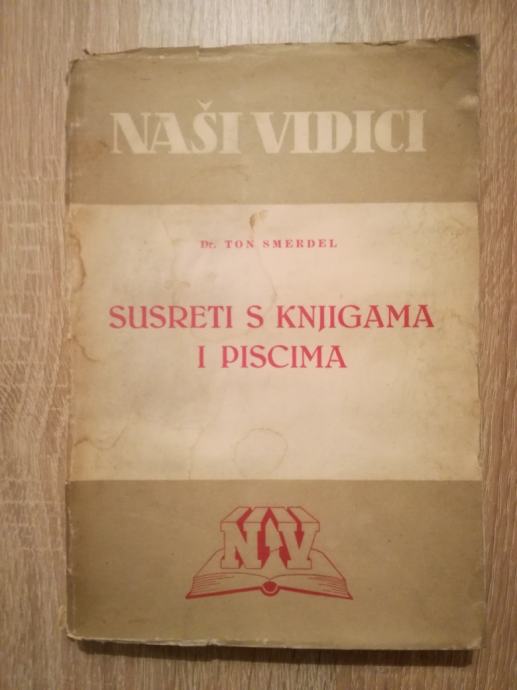 NAŠI VIDICI
Dr. TON SMERDEL
SUSRETI S KNJIGAMA
I PISCIMA
NV